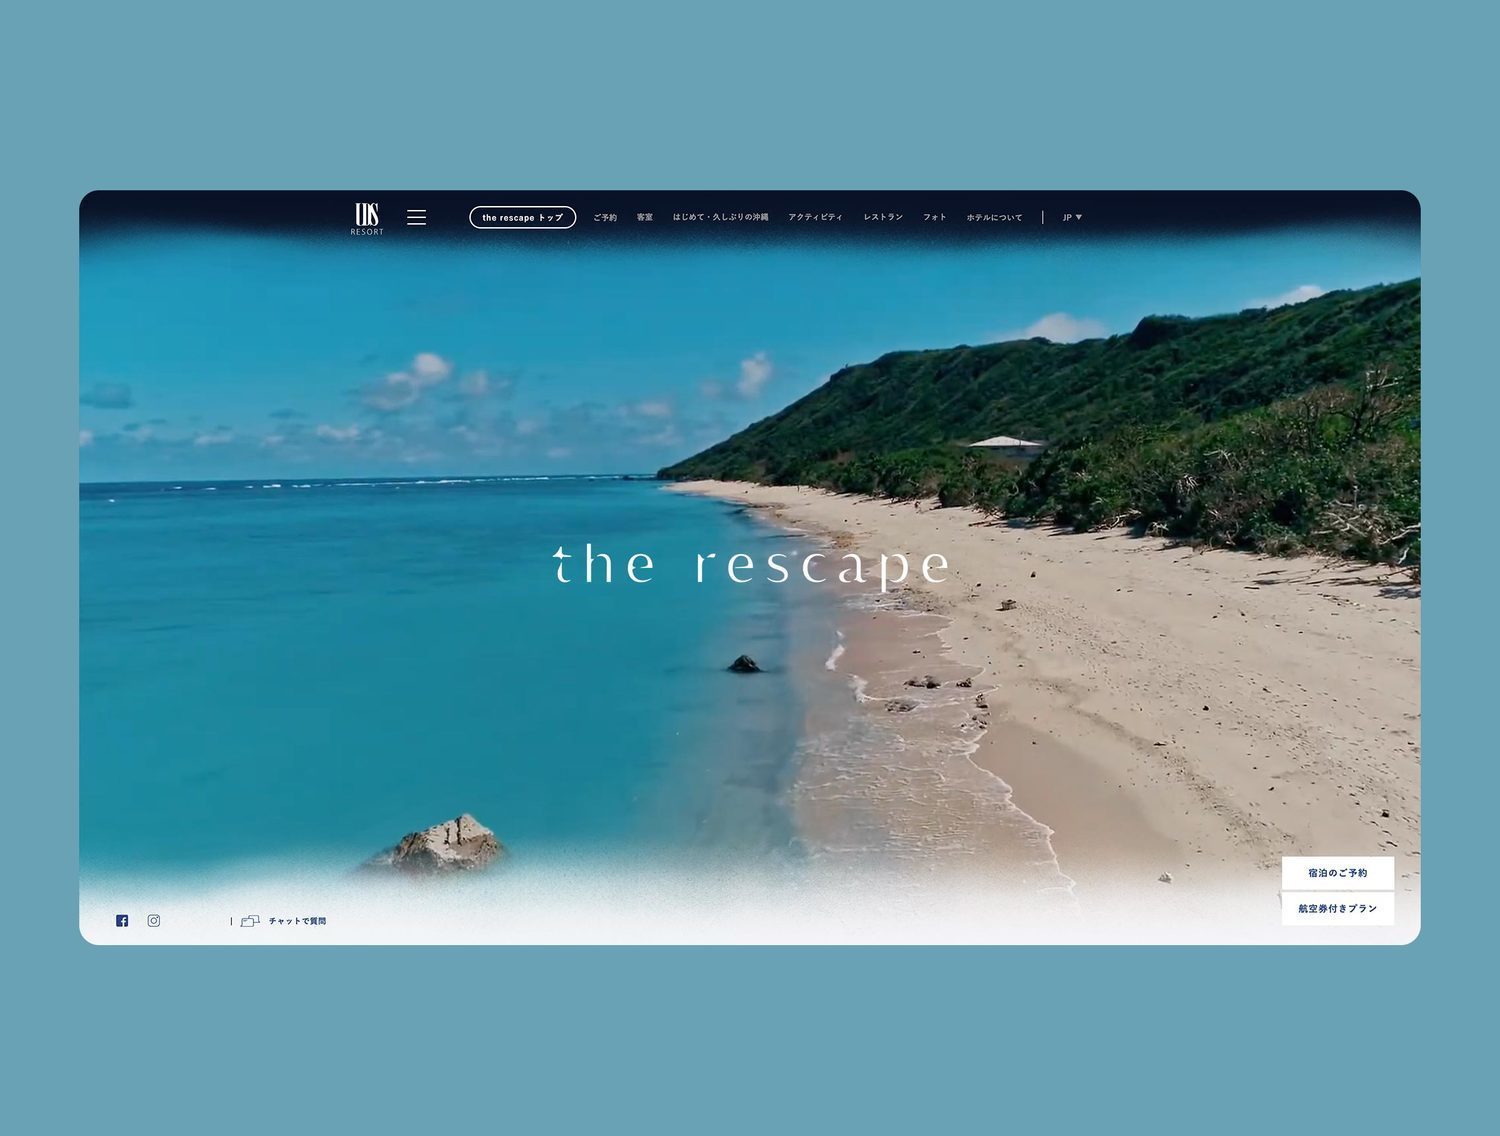 UDS
RESORT
the rescape トップ
ご予約
客室
はじめて・久しぶりの沖縄
アクティビティ
レストラン
フォト
ホテルについて
JP ▼
the rescape
チャットで質問
宿泊のご予約
航空券付きプラン